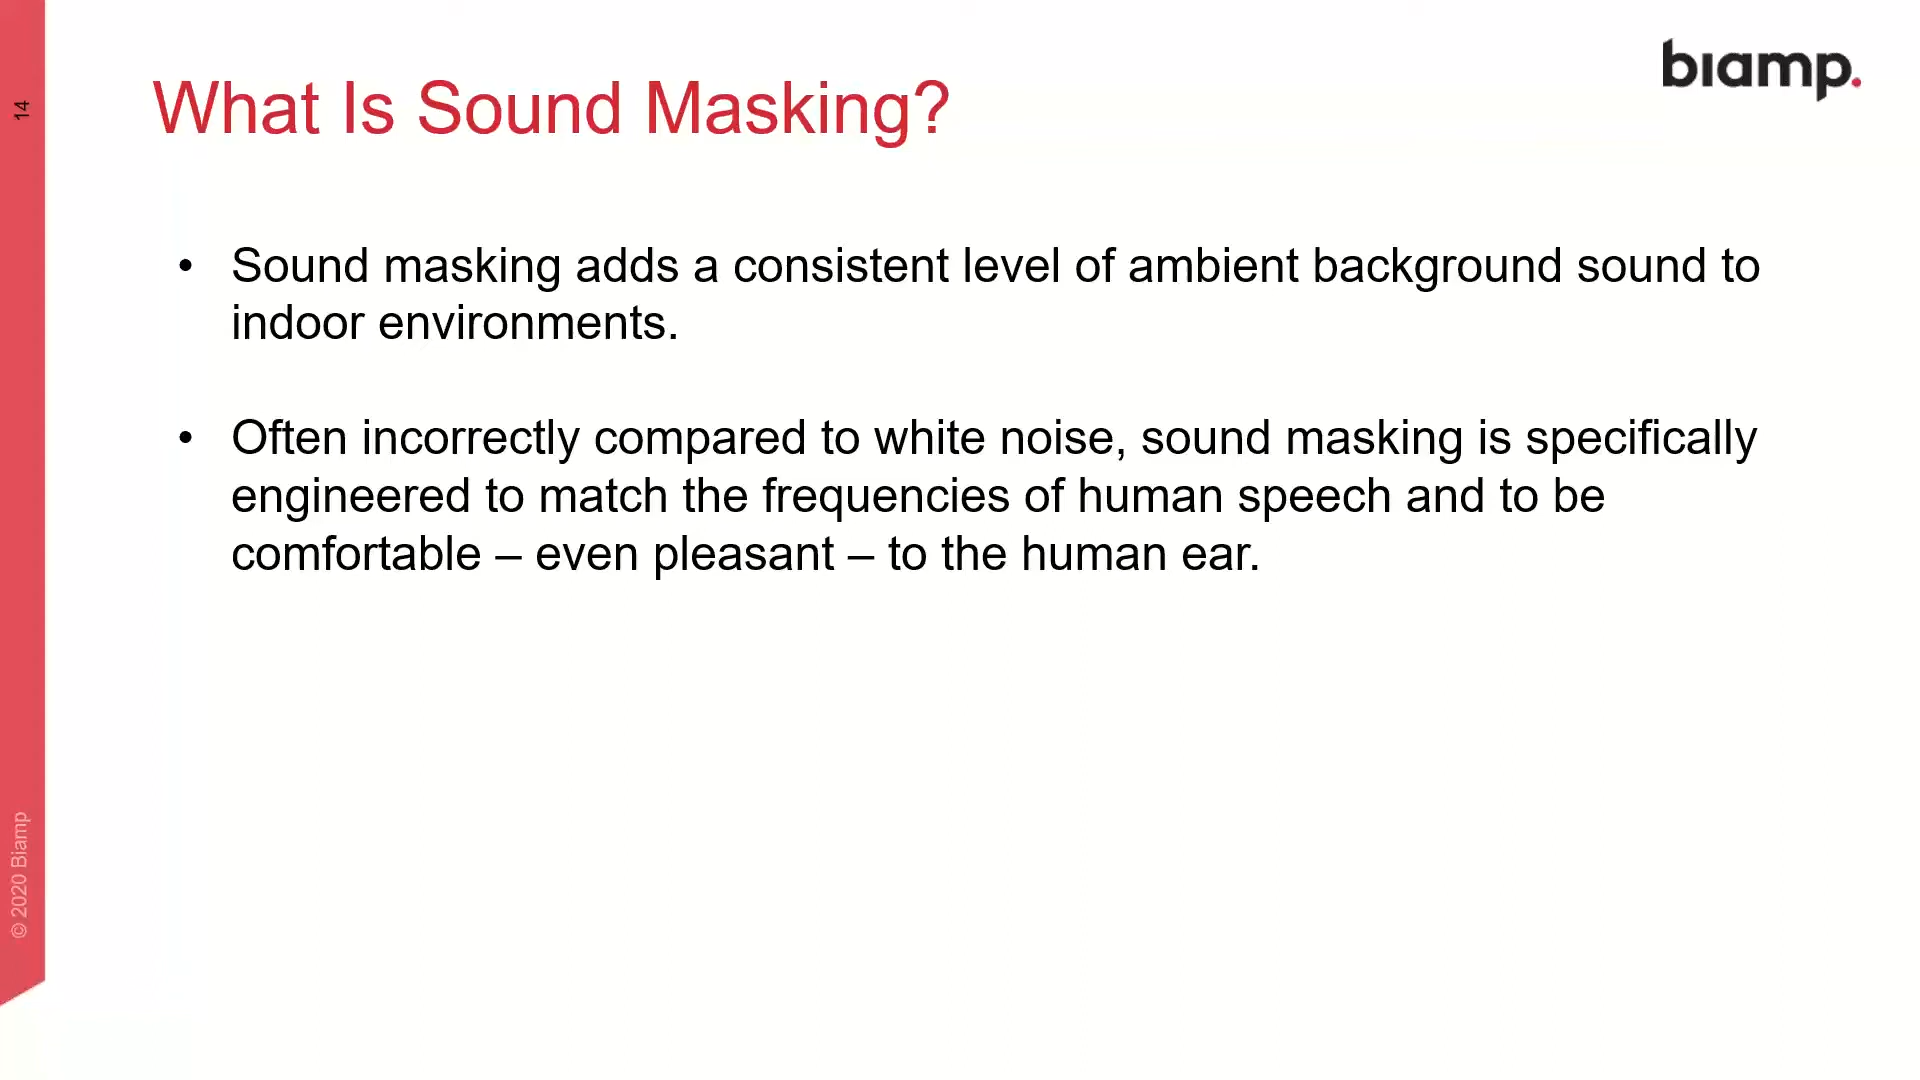 14
What Is Sound Masking?
biamp.
• Sound masking adds a consistent level of ambient background sound to
indoor environments.
• Often incorrectly compared to white noise, sound masking is specifically
engineered to match the frequencies of human speech and to be
comfortable – even pleasant – to the human ear.
© 2020 Biamp